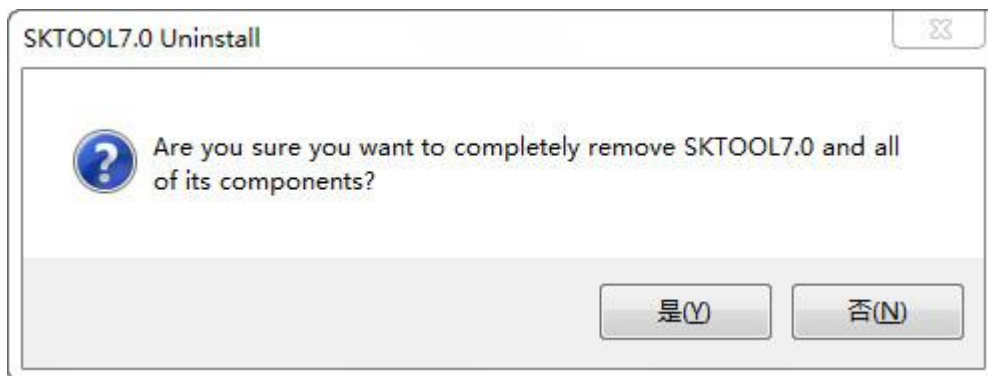 SKTOOL7.0 Uninstall
Are you sure you want to completely remove SKTOOL7.0 and all
of its components?
是(Y)
否(N)